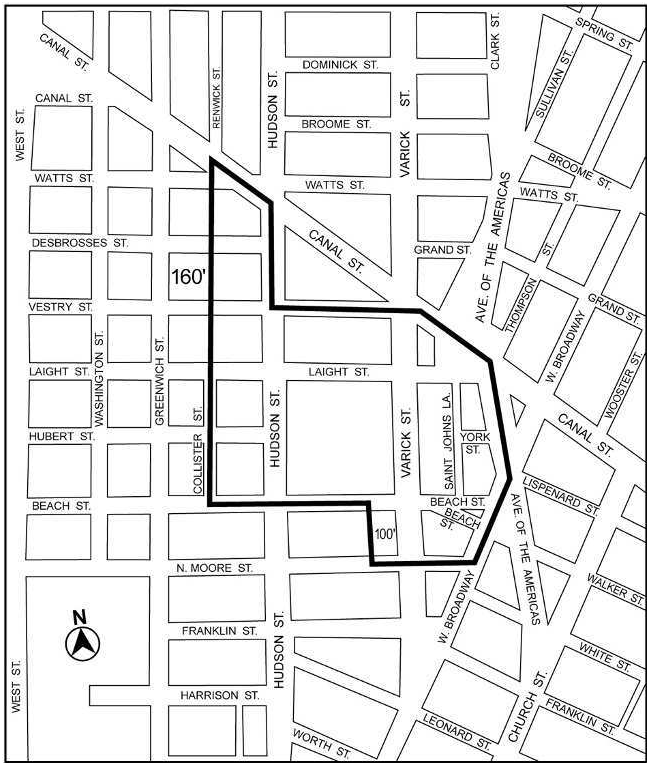 SPRING ST.
CLARK ST.
CANAL ST.
SULLIVAN ST.
DOMINICK ST.
RENWICK ST.
HUDSON ST.
CANAL ST.
VARICK ST.
WEST ST.
BROOME ST.
BROOME ST.
WATTS ST.
WATTS ST.
WATTS ST.
AVE. OF THE AMERICAS
CANAL ST.
DESBROSSES ST.
GRAND ST.
THOMPSON ST.
160'
VESTRY ST.
GRAND ST.
W. BROADWAY
WASHINGTON ST.
GREENWICH ST.
LAIGHT ST.
LAIGHT ST.
WOOSTER ST.
COLLISTER ST.
HUDSON ST.
VARICK ST.
SAINT JOHNS LA.
YORK ST.
CANAL ST.
HUBERT ST.
LISPENARD ST.
BEACH ST.
BEACH ST.
BEACH ST.
AVE. OF THE AMERICAS
100'
N. MOORE ST.
W. BROADWAY
WALKER ST.
N
FRANKLIN ST.
HUDSON ST.
WHITE ST.
WEST ST.
HARRISON ST.
CHURCH ST.
FRANKLIN ST.
WORTH ST.
LEONARD ST.